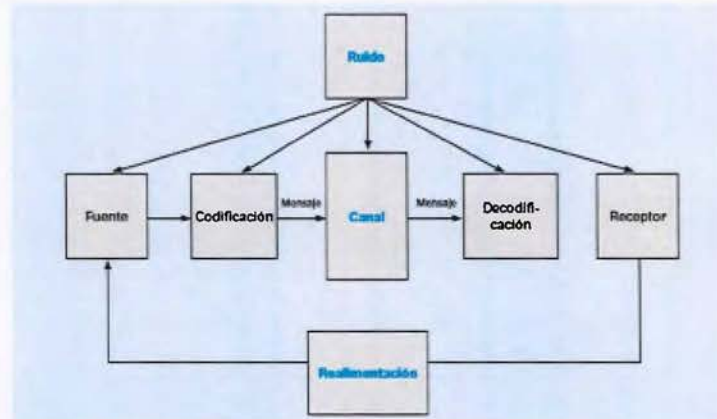 Ruido
Fuente
Codificación
Mensaje
Canal
Mensaje
Decodifi-
cación
Receptor
Realimentación